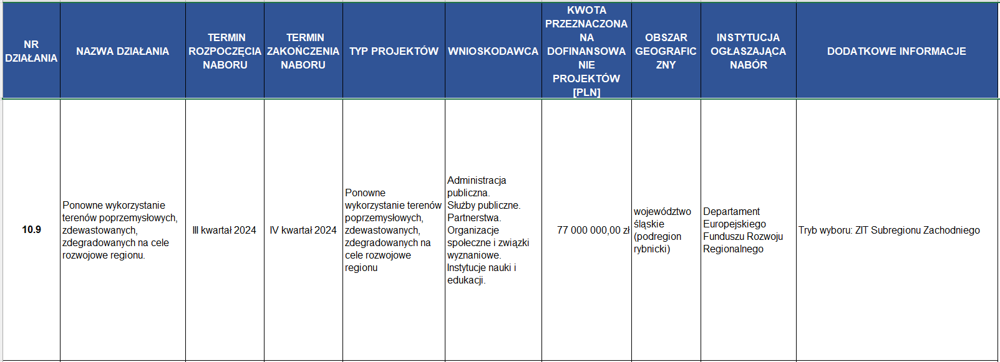 NR
DZIAŁANIA
NAZWA DZIAŁANIA
TERMIN
ROZPOCZĘCIA
NABORU
TERMIN
ZAKOŃCZENIA
NABORU
TYP PROJEKTÓW
WNIOSKODAWCA
KWOTA
PRZEZNACZONA
NA
DOFINANSOWA
NIE
PROJEKTÓW
[PLN]
OBSZAR
GEOGRAFIC
ZNY
INSTYTUCJA
OGŁASZAJĄCA
NABÓR
DODATKOWE INFORMACJE
10.9
Ponowne wykorzystanie
terenów poprzemysłowych,
zdewastowanych,
zdegradowanych na cele
rozwojowe regionu.
III kwartał 2024
IV kwartał 2024
Ponowne
wykorzystanie terenów
poprzemysłowych,
zdewastowanych,
zdegradowanych na
cele rozwojowe
regionu
Administracja
publiczna.
Służby publiczne.
Partnerstwa.
Organizacje
społeczne i związki
wyznaniowe.
Instytucje nauki i
edukacji.
77 000 000,00 zł
województwo
śląskie
(podregion
rybnicki)
Departament
Europejskiego
Funduszu Rozwoju
Regionalnego
Tryb wyboru: ZIT Subregionu Zachodniego